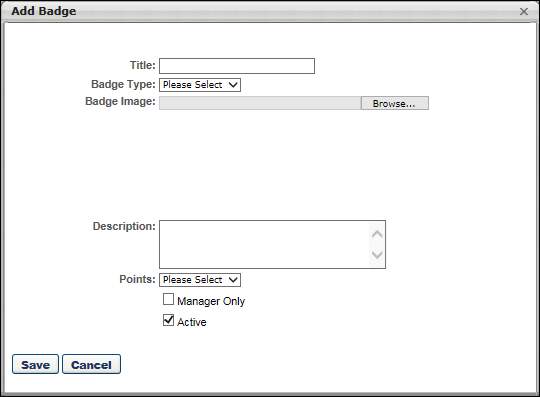 Add Badge
Title:
Badge Type: Please Select
Badge Image: Browse...
Description:
Points: Please Select
Manager Only
Active
Save Cancel